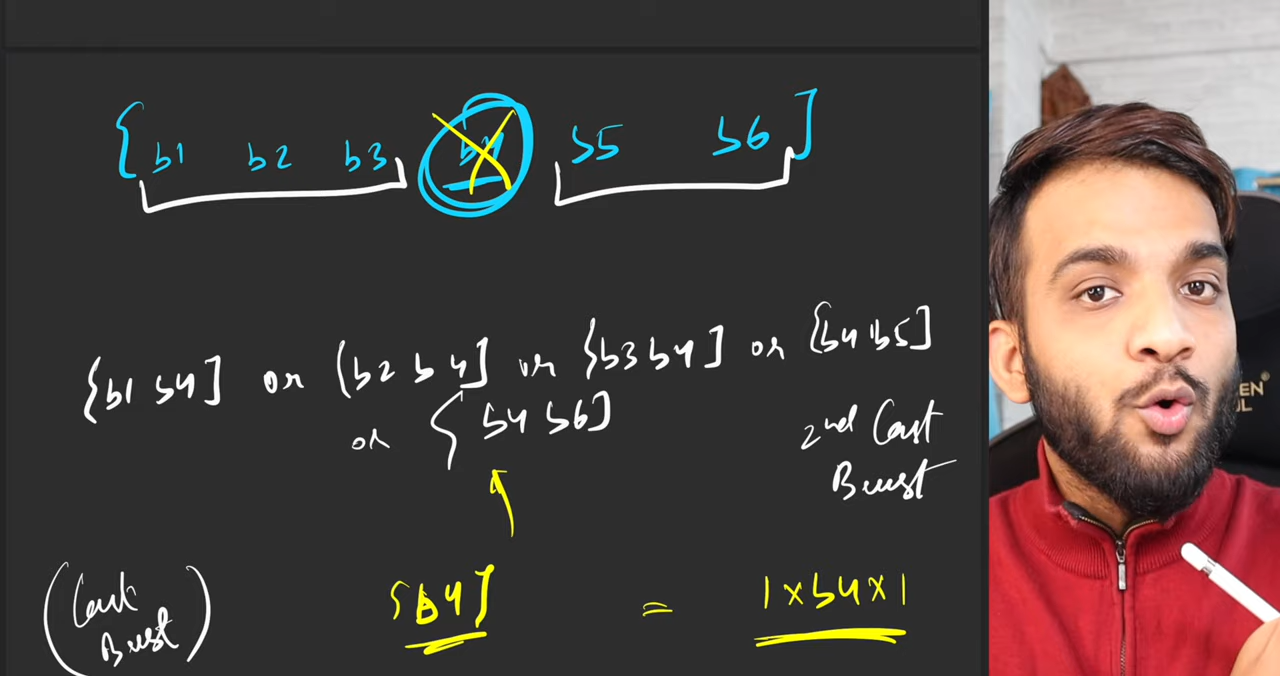 {b1 b2 b3 b4 b5 b6]
{b1 b4] or [b2 b4] or {b3 b4] or {b4 b5]
or { b4 b6]
2nd Last
Burst
(Last
Burst)
{b4] = 1 x b4 x 1